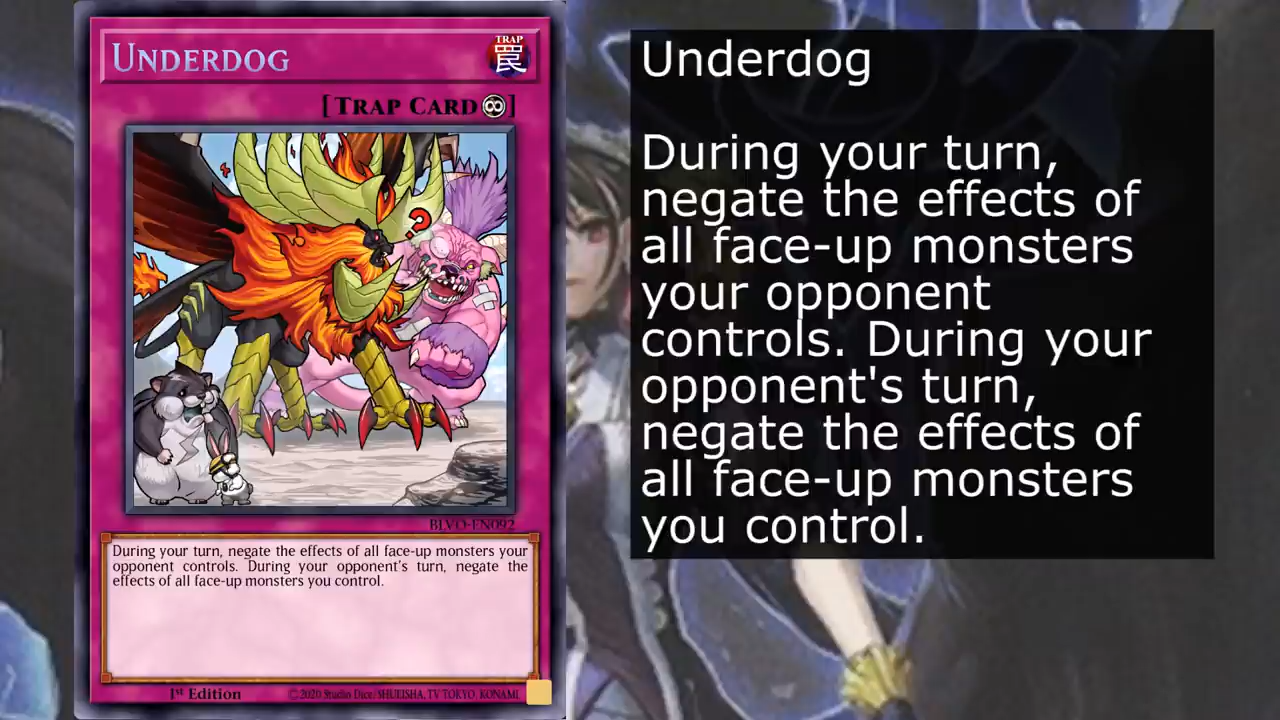 UNDERDOG
TRAP
罠
[TRAP CARD♾]
?
BLVO-EN092
During your turn, negate the effects of all face-up monsters your
opponent controls. During your opponent's turn, negate the
effects of all face-up monsters you control.
1st Edition
©2020 Studio Dice/SHUEISHA, TV TOKYO, KONAMI
Underdog
During your turn,
negate the effects of
all face-up monsters
your opponent
controls. During your
opponent's turn,
negate the effects of
all face-up monsters
you control.